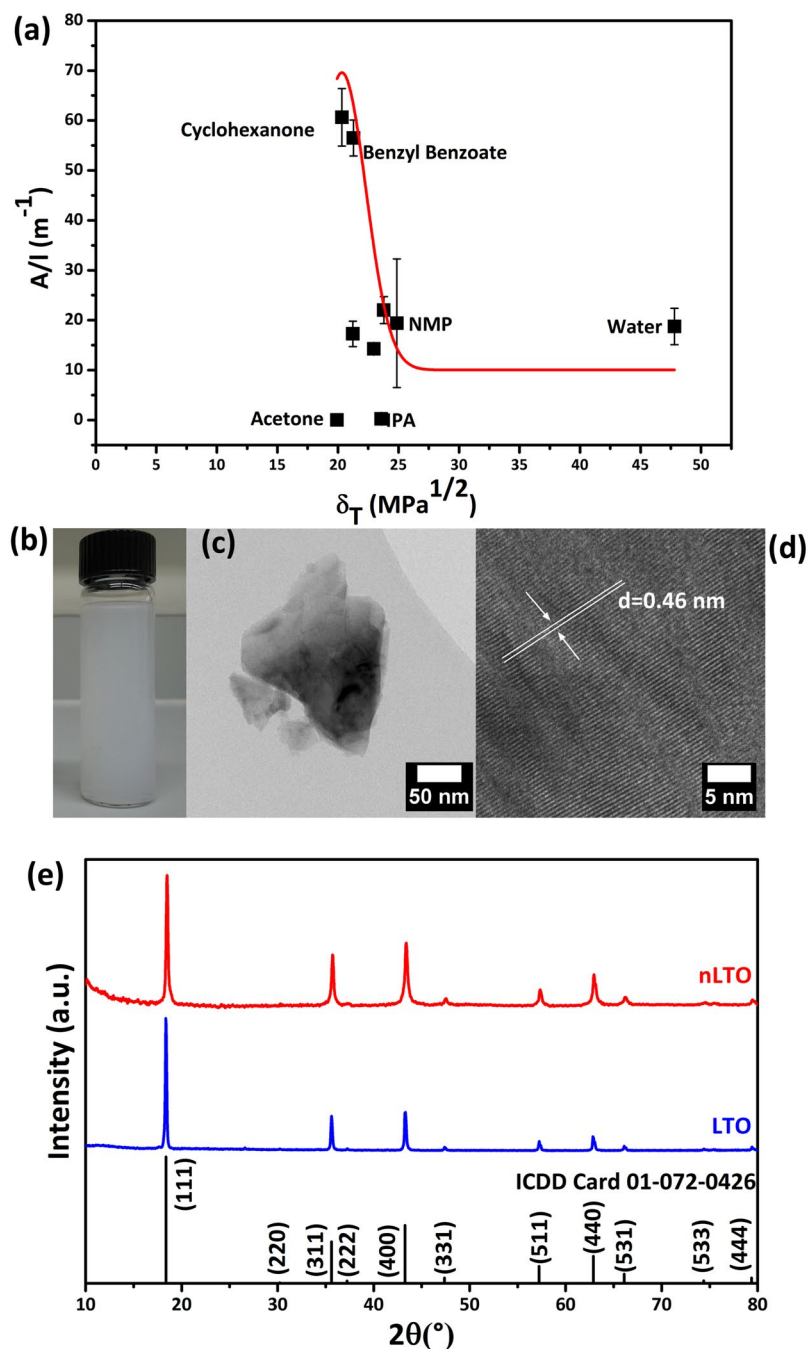 (a)
80
70
60
50
40
30
20
10
0
A/I (m⁻¹)
Cyclohexanone
Benzyl Benzoate
NMP
Water
Acetone
IPA
0 5 10 15 20 25 30 35 40 45 50
δT (MPa^1/2)
(b)
(c)
50 nm
(d)
d=0.46 nm
5 nm
(e)
Intensity (a.u.)
nLTO
LTO
ICDD Card 01-072-0426
(111)
(220)
(311)
(222)
(400)
(331)
(511)
(440)
(531)
(533)
(444)
10 20 30 40 50 60 70 80
2θ(°)